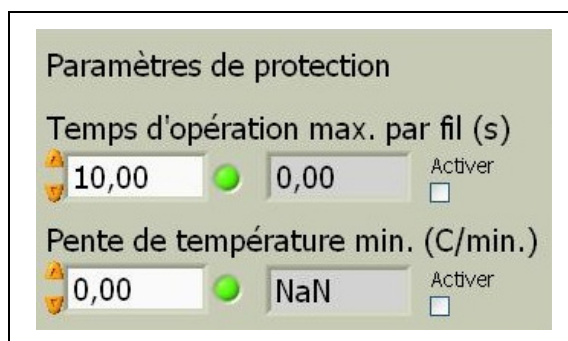 Paramètres de protection
Temps d'opération max. par fil (s)
10,00 0,00 Activer
Pente de température min. (C/min.)
0,00 NaN Activer